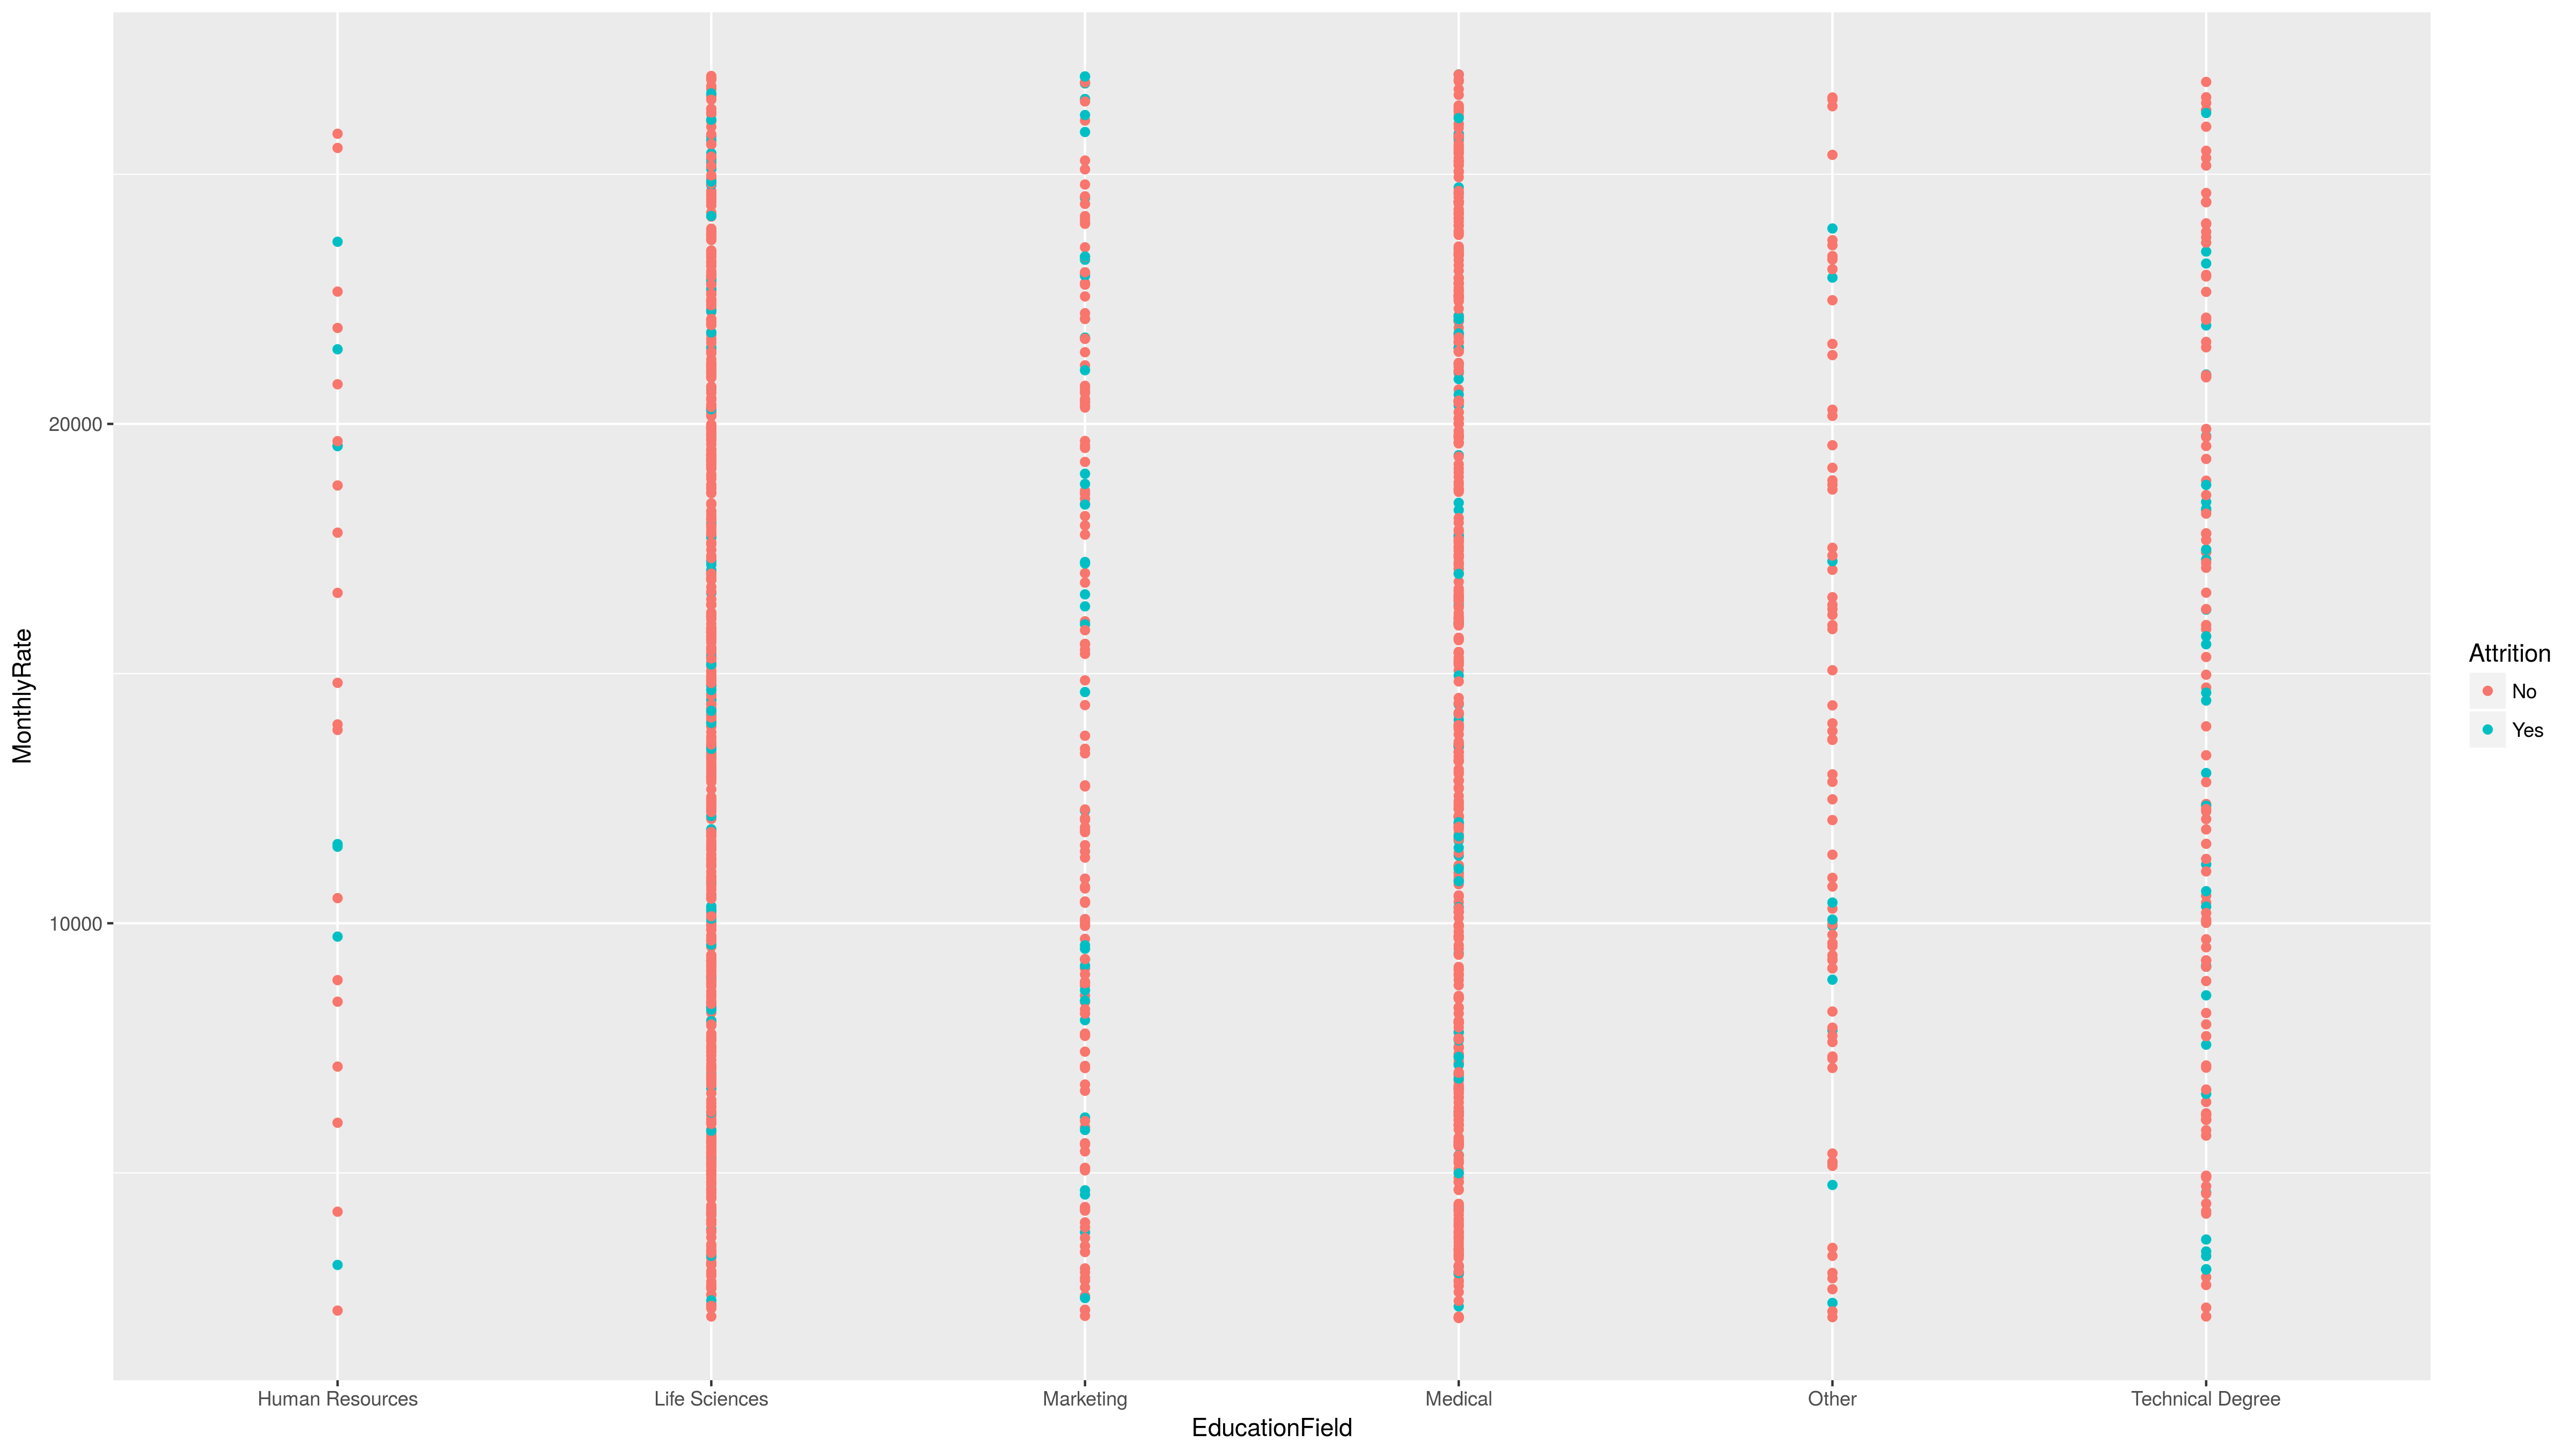 MonthlyRate
20000
10000
Human Resources
Life Sciences
Marketing
Medical
Other
Technical Degree
EducationField
Attrition
No
Yes